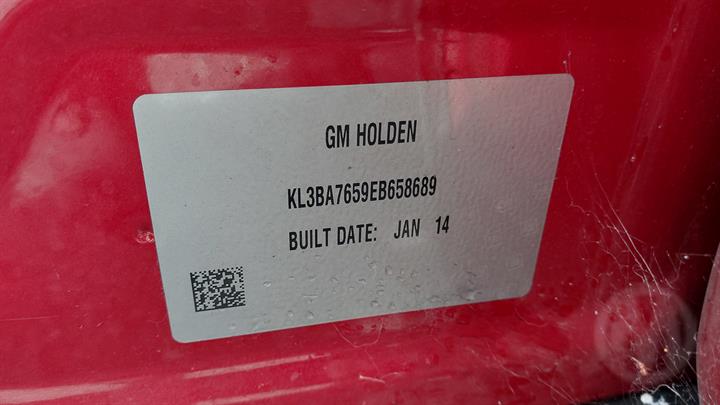 GM HOLDEN
KL3BA7659EB658689
BUILT DATE: JAN 14